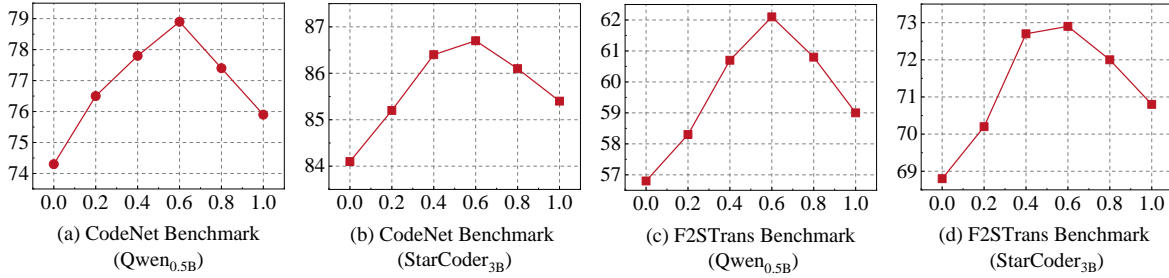 79
78
77
76
75
74
0.0 0.2 0.4 0.6 0.8 1.0
(a) CodeNet Benchmark
(Qwen0.5B)
87
86
85
84
0.0 0.2 0.4 0.6 0.8 1.0
(b) CodeNet Benchmark
(StarCoder3B)
62
61
60
59
58
57
0.0 0.2 0.4 0.6 0.8 1.0
(c) F2STrans Benchmark
(Qwen0.5B)
73
72
71
70
69
0.0 0.2 0.4 0.6 0.8 1.0
(d) F2STrans Benchmark
(StarCoder3B)